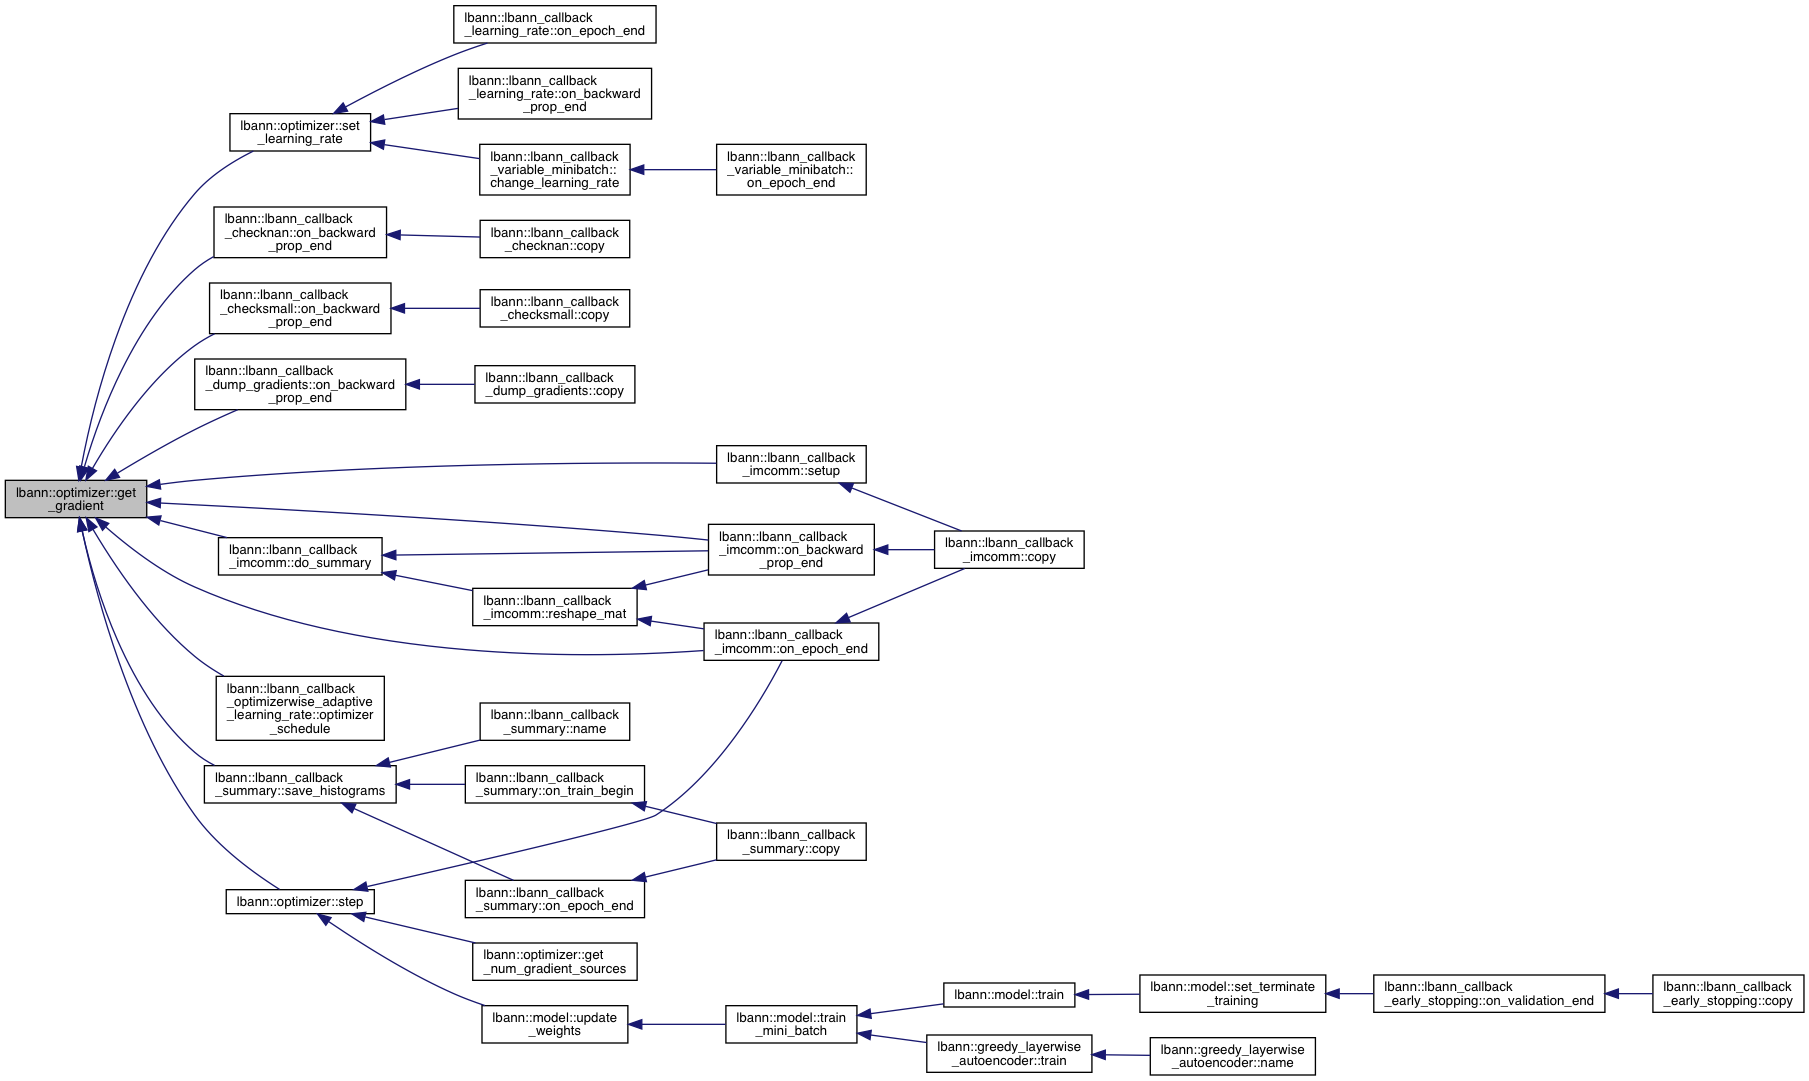 lbann::lbann_callback
_learning_rate::on_epoch_end
lbann::lbann_callback
_learning_rate::on_backward
_prop_end
lbann::optimizer::set
_learning_rate
lbann::lbann_callback
_variable_minibatch::
change_learning_rate
lbann::lbann_callback
_variable_minibatch::
on_epoch_end
lbann::lbann_callback
_checknan::on_backward
_prop_end
lbann::lbann_callback
_checknan::copy
lbann::lbann_callback
_checksmall::on_backward
_prop_end
lbann::lbann_callback
_checksmall::copy
lbann::lbann_callback
_dump_gradients::on_backward
_prop_end
lbann::lbann_callback
_dump_gradients::copy
lbann::lbann_callback
_imcomm::setup
lbann::optimizer::get
_gradient
lbann::lbann_callback
_imcomm::do_summary
lbann::lbann_callback
_imcomm::on_backward
_prop_end
lbann::lbann_callback
_imcomm::copy
lbann::lbann_callback
_imcomm::reshape_mat
lbann::lbann_callback
_imcomm::on_epoch_end
lbann::lbann_callback
_optimizerwise_adaptive
_learning_rate::optimizer
_schedule
lbann::lbann_callback
_summary::name
lbann::lbann_callback
_summary::save_histograms
lbann::lbann_callback
_summary::on_train_begin
lbann::lbann_callback
_summary::copy
lbann::optimizer::step
lbann::lbann_callback
_summary::on_epoch_end
lbann::optimizer::get
_num_gradient_sources
lbann::model::update
_weights
lbann::model::train
_mini_batch
lbann::model::train
lbann::model::set_terminate
_training
lbann::lbann_callback
_early_stopping::on_validation_end
lbann::lbann_callback
_early_stopping::copy
lbann::greedy_layerwise
_autoencoder::train
lbann::greedy_layerwise
_autoencoder::name